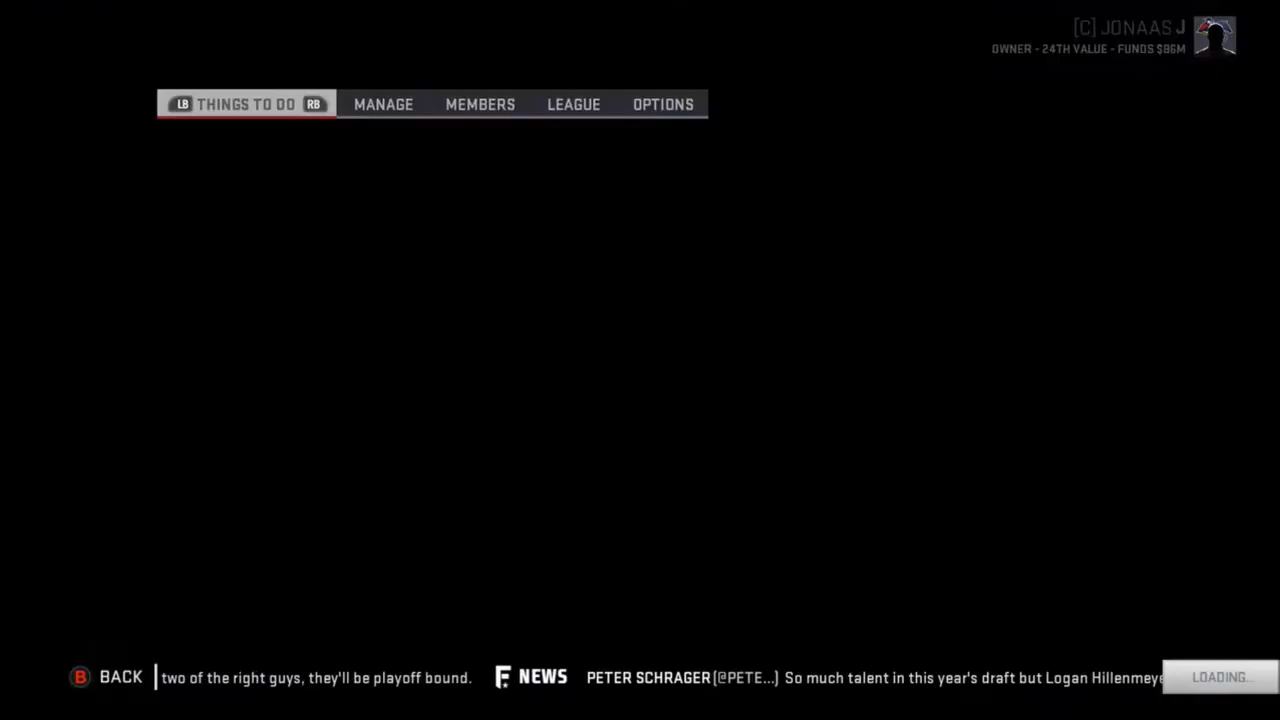 [C] JONAAS J
OWNER - 24TH VALUE - FUNDS $86M
LB THINGS TO DO RB MANAGE MEMBERS LEAGUE OPTIONS
B BACK two of the right guys, they'll be playoff bound. F NEWS PETER SCHRAGER (@PETE...) So much talent in this year's draft but Logan Hillenmeye LOADING...